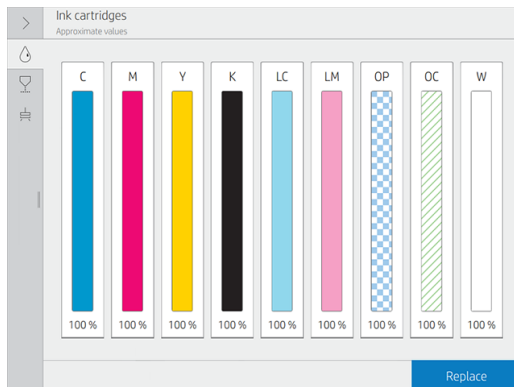 Ink cartridges
Approximate values
C M Y K LC LM OP OC W
100 % 100 % 100 % 100 % 100 % 100 % 100 % 100 % 100 %
Replace